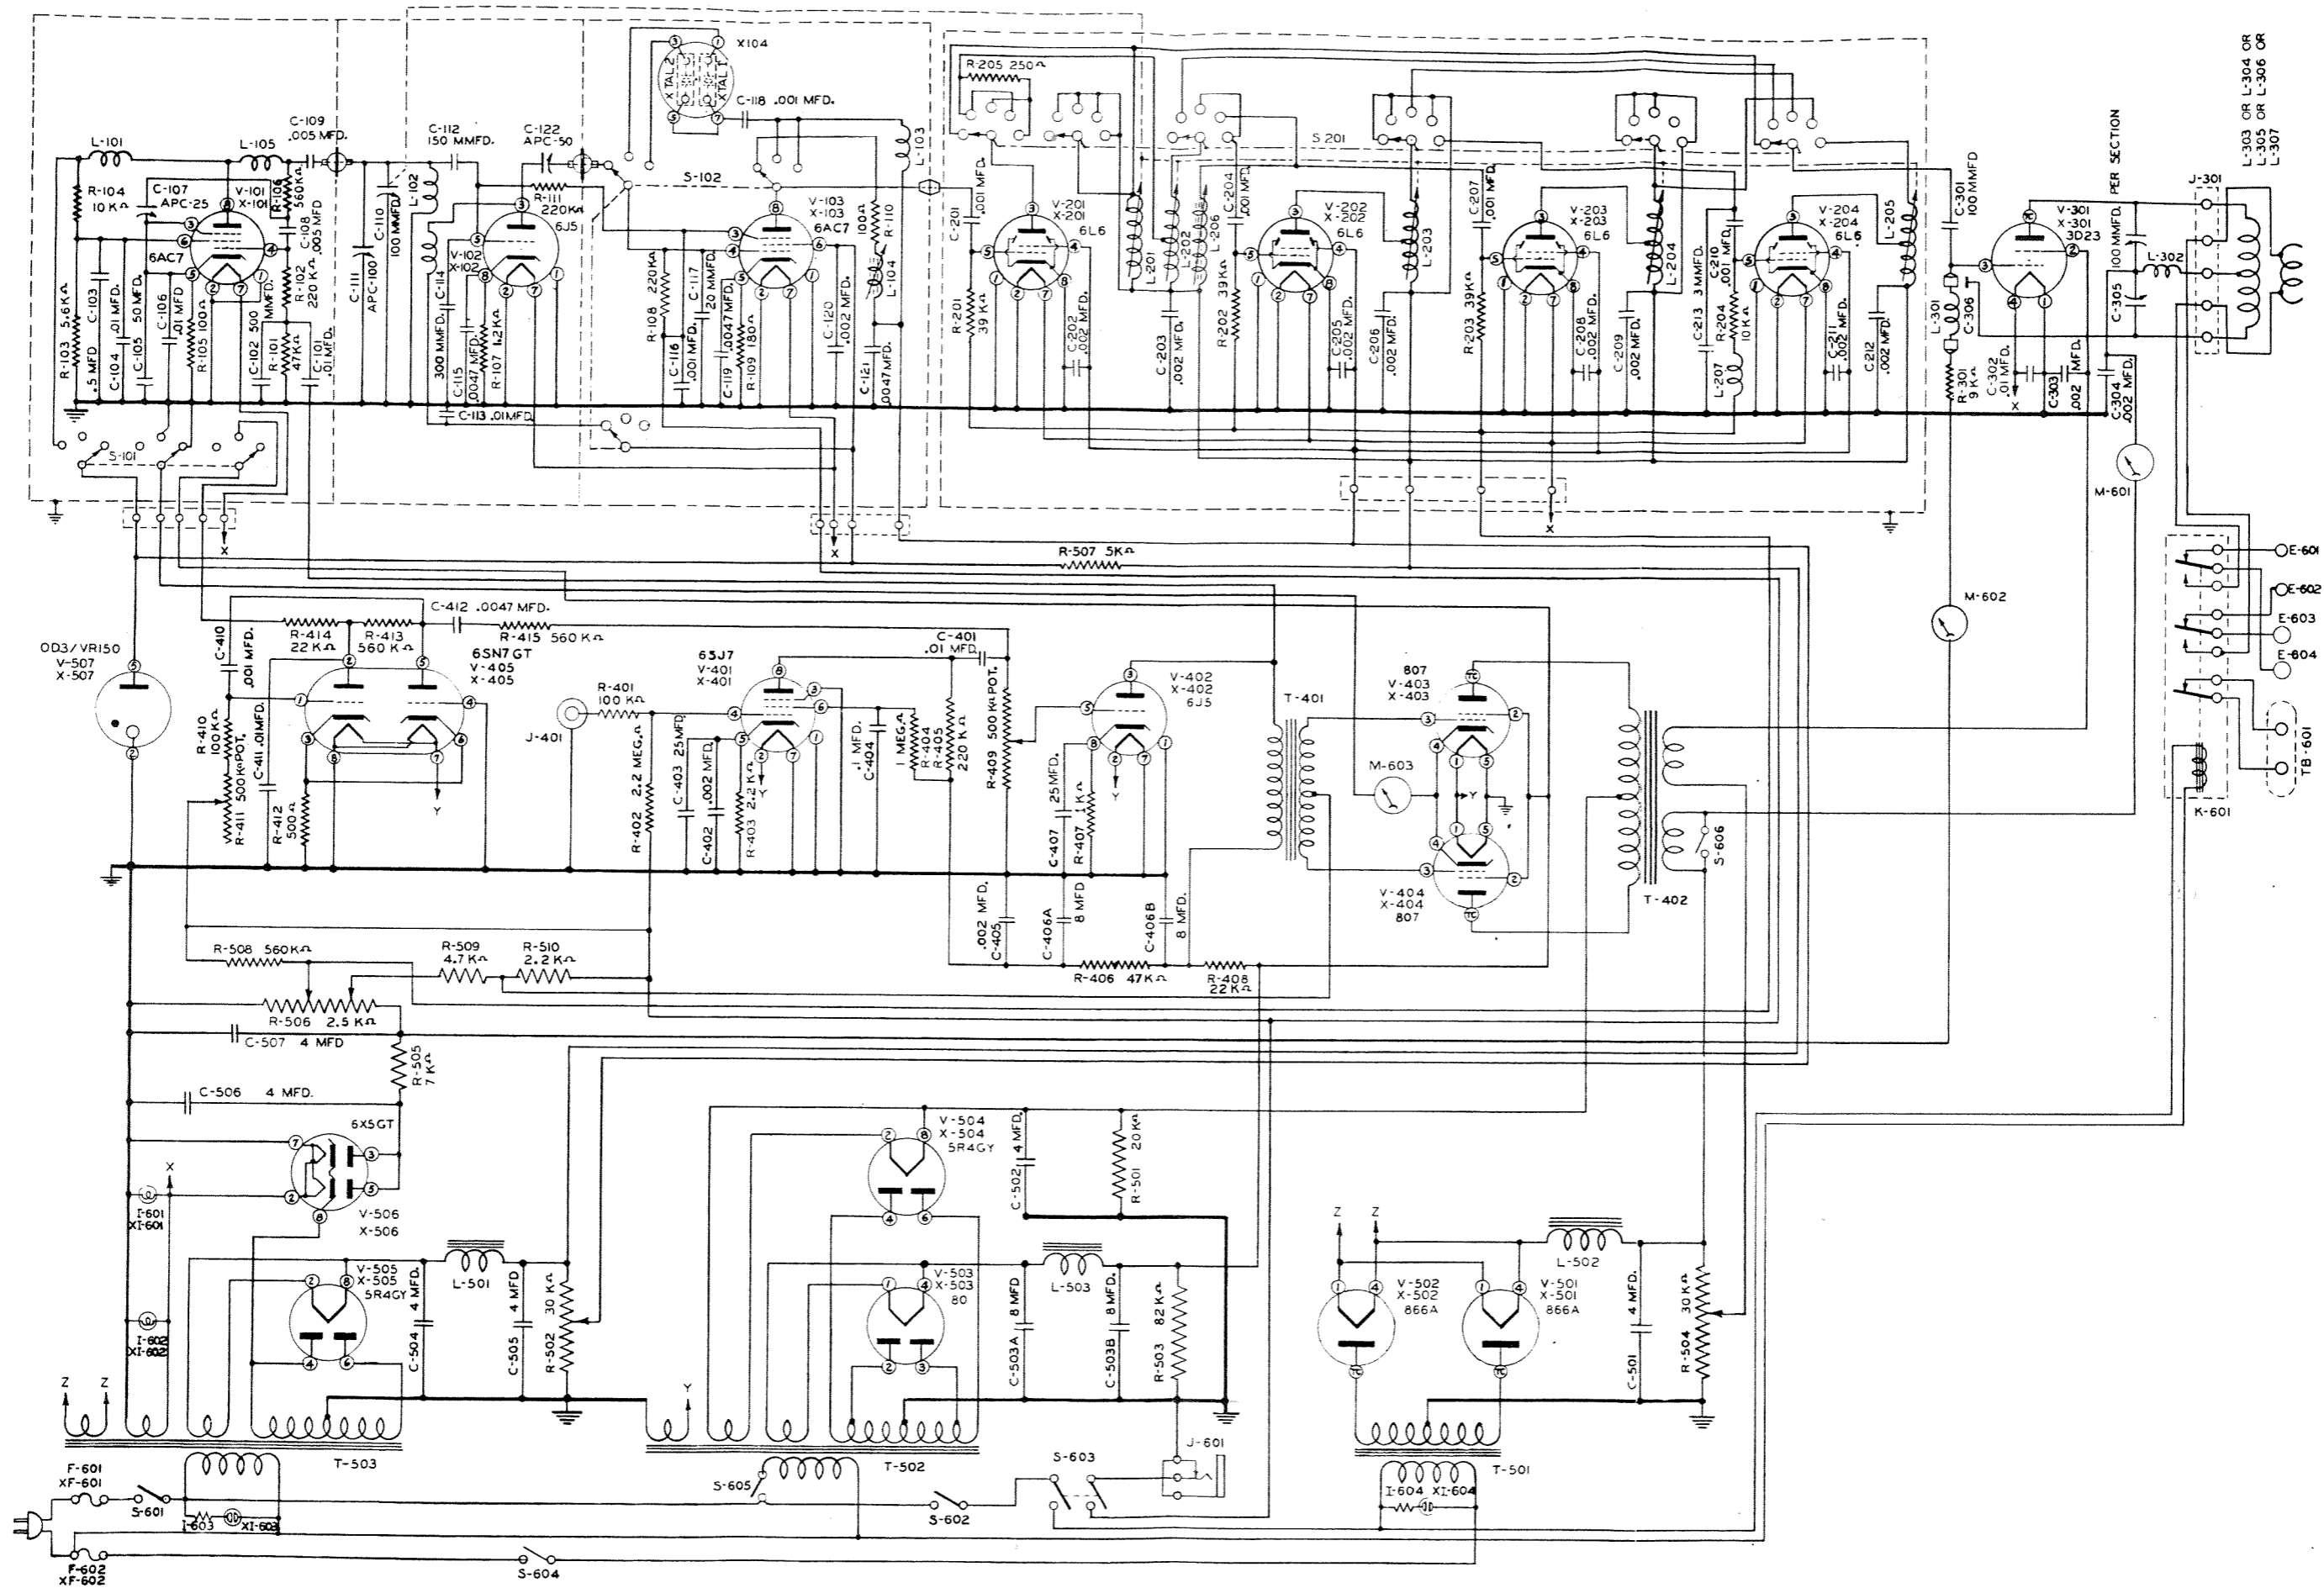 L-101
R-104
10 KΩ
C-107
APC-25
L-105
C-109
.005 MFD.
V-101
X-101
R-106
560KΩ
6AC7
C-108
.005 MFD
R-102
220 KΩ
R-103 5.6KΩ
C-103
.5 MFD
C-104 .01 MFD.
C-105 50 MFD.
C-106
.01 MFD
R-105 100Ω
C-102 500 MMFD.
R-101
47KΩ
C-101
.01 MFD.
S-101
C-110
100 MMFD.
C-111
APC-100
L-102
C-112
150 MMFD.
C-122
APC-50
R-111
220KΩ
V-102
X-102
6J5
C-114
300 MMFD.
C-115
.0047 MFD.
R-107 1.2KΩ
C-113 .01MFD.
X104
XTAL 2
XTAL 1
C-118 .001 MFD.
S-102
L-103
V-103
X-103
6AC7
R-110
100Ω
L-104
R-108 220KΩ
C-116
.001 MFD.
C-117
20 MMFD.
C-119 .0047MFD.
R-109 180Ω
C-120
.002 MFD.
C-121
.0047MFD.
R-205 250Ω
S 201
C-201
.001 MFD.
V-201
X-201
6L6
R-201
39 KΩ
C-202
.002 MFD.
L-201
L-202
L-206
C-203
.002 MFD.
C-204
.001 MFD.
R-202 39KΩ
V-202
X-202
6L6
C-205
.002 MFD.
C-206
.002 MFD.
L-203
C-207
.001 MFD.
R-203 39KΩ
V-203
X-203
6L6
C-208
.002 MFD.
C-209
.002 MFD.
L-204
C-213 3 MMFD.
C-210
.001 MFD.
R-204
10KΩ
L-207
V-204
X-204
6L6
C-211
.002 MFD.
C-212
.002 MFD.
L-205
C-301
100 MMFD
L-301
C-306
R-301
9 KΩ
V-301
X-301
3D23
C-302
.01 MFD.
X
C-303
.002 MFD.
C-304
.002 MFD.
100 MMFD. PER SECTION
C-305
L-302
J-301
L-303 OR L-304 OR
L-305 OR L-306 OR
L-307
M-601
M-602
X
X
X
R-507 5KΩ
E-601
E-602
E-603
E-604
TB-601
K-601
OD3/VR150
V-507
X-507
C-410
.001 MFD.
R-414
22 KΩ
R-413
560 KΩ
C-412 .0047 MFD.
R-415 560 KΩ
6SN7 GT
V-405
X-405
R-410
100 KΩ
R-411 500KΩPOT.
C-411 .01MFD.
R-412
500Ω
Y
J-401
R-401
100 KΩ
R-402 2.2 MEG.Ω
6SJ7
V-401
X-401
C-403 25MFD.
C-402 .002 MFD.
R-403 2.2 KΩ
Y
.1 MFD.
C-404
1 MEG.Ω
R-404
R-405
220 KΩ
C-401
.01 MFD.
R-409 500 KΩPOT.
V-402
X-402
6J5
C-407 25MFD.
R-407 1 KΩ
Y
T-401
M-603
807
V-403
X-403
Y
V-404
X-404
807
T-402
S-606
.002 MFD.
C-405
C-406A
8 MFD
C-406B
8 MFD.
R-406 47KΩ
R-408
22 KΩ
R-508 560KΩ
R-509
4.7 KΩ
R-510
2.2 KΩ
R-506 2.5 KΩ
C-507 4 MFD
R-505
7 KΩ
C-506 4 MFD.
6X5GT
V-506
X-506
X
I-601
XI-601
I-602
XI-602
V-505
X-505
5R4GY
C-504 4 MFD.
L-501
C-505 4 MFD
R-502 30 KΩ
Z Z
T-503
V-504
X-504
5R4GY
C-502 4 MFD.
R-501 20 KΩ
V-503
X-503
80
C-503A 8 MFD
L-503
C-503B 8 MFD.
R-503 82 KΩ
Y
T-502
Z Z
V-502
X-502
866A
V-501
X-501
866A
L-502
C-501 4 MFD.
R-504 30 KΩ
T-501
I-604 XI-604
F-601
XF-601
S-601
I-603 XI-603
F-602
XF-602
S-604
S-605
S-602
S-603
J-601